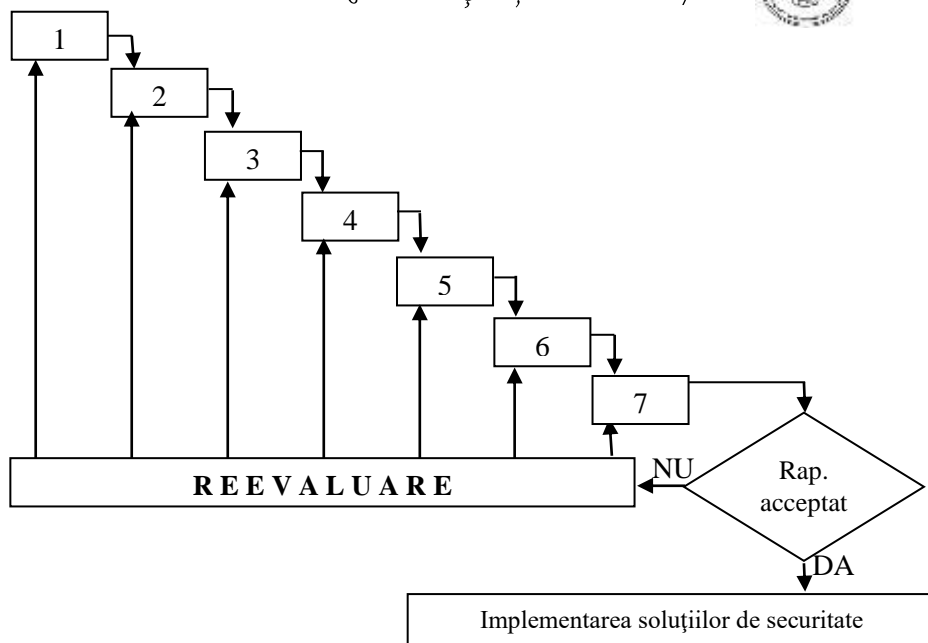 1
2
3
4
5
6
7
NU
R E E V A L U A R E
Rap.
acceptat
DA
Implementarea soluţiilor de securitate